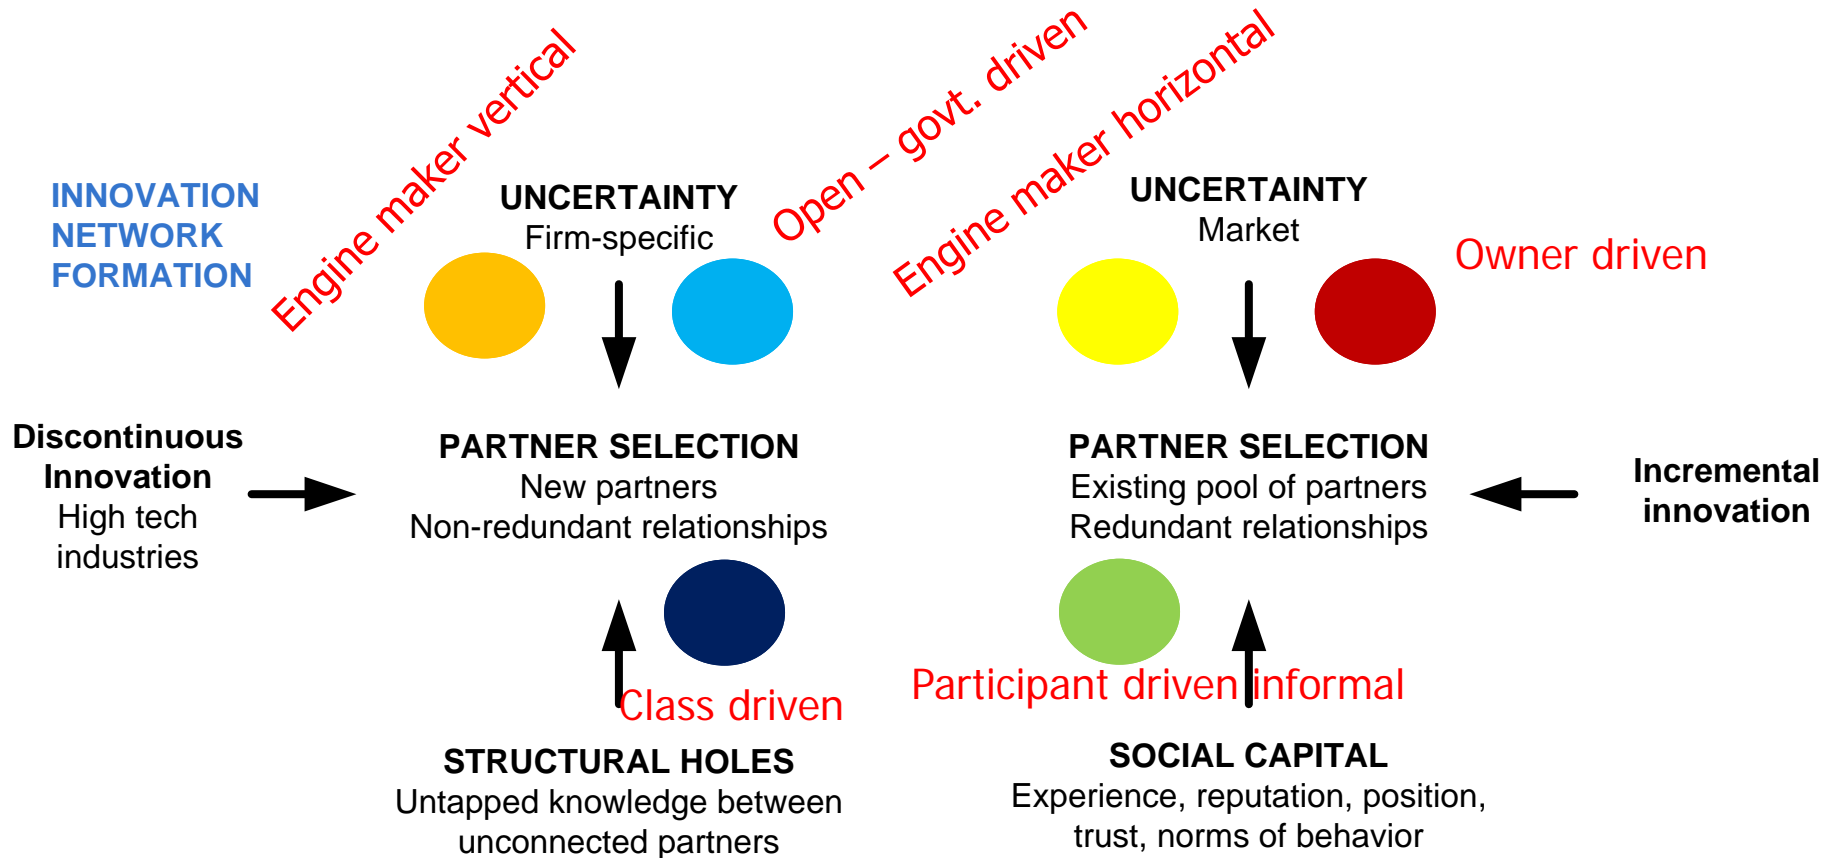 INNOVATION
NETWORK
FORMATION
Engine maker vertical
UNCERTAINTY
Firm-specific
Open – govt. driven
Engine maker horizontal
UNCERTAINTY
Market
Owner driven
Discontinuous
Innovation
High tech
industries
PARTNER SELECTION
New partners
Non-redundant relationships
PARTNER SELECTION
Existing pool of partners
Redundant relationships
Incremental
innovation
Class driven
Participant driven informal
STRUCTURAL HOLES
Untapped knowledge between
unconnected partners
SOCIAL CAPITAL
Experience, reputation, position,
trust, norms of behavior